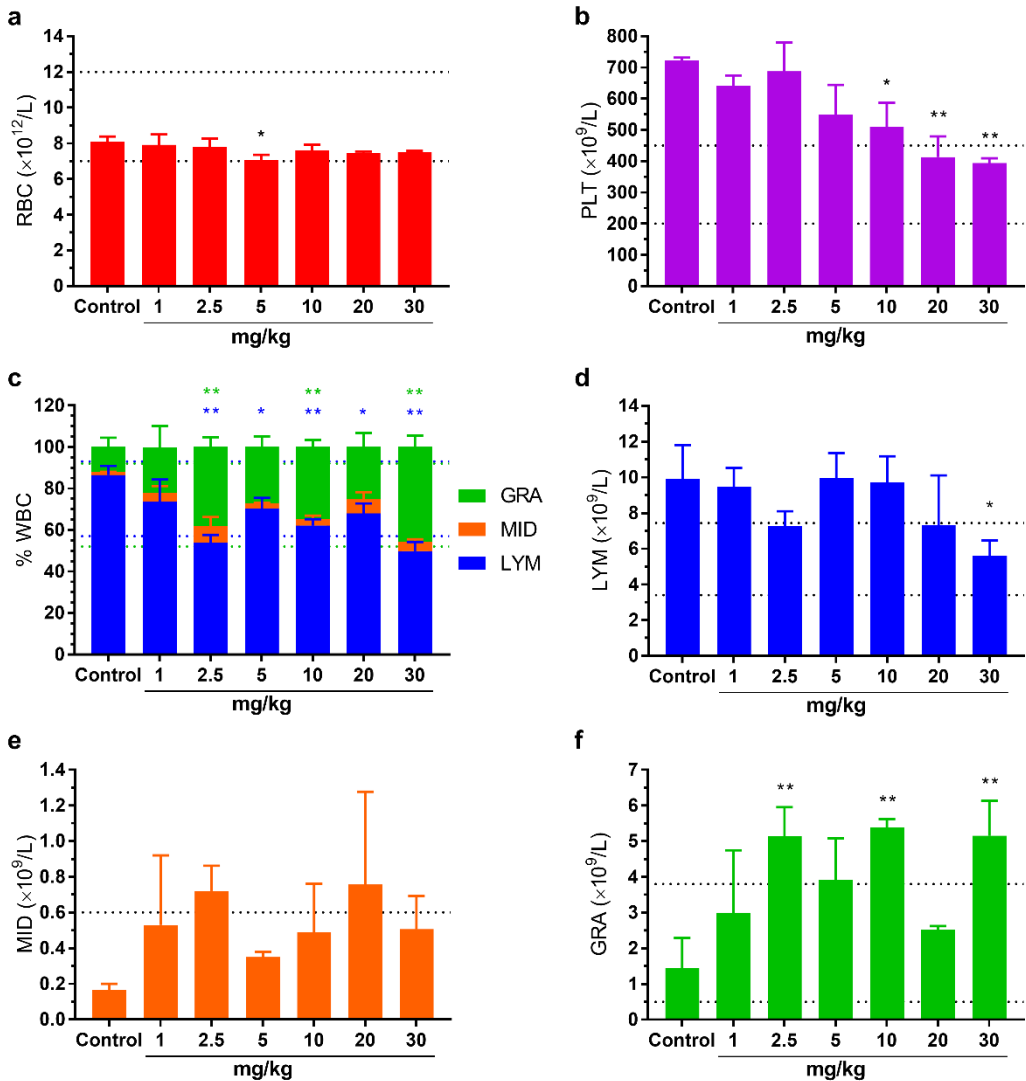 a
RBC (×10¹²/L)
14
12
10
8
6
4
2
0
*
Control 1 2.5 5 10 20 30
mg/kg
b
PLT (×10⁹/L)
800
700
600
500
400
300
200
100
0
* ** **
Control 1 2.5 5 10 20 30
mg/kg
c
% WBC
120
100
80
60
40
20
0
** ** **
** * ** * **
GRA
MID
LYM
Control 1 2.5 5 10 20 30
mg/kg
d
LYM (×10⁹/L)
14
12
10
8
6
4
2
0
*
Control 1 2.5 5 10 20 30
mg/kg
e
MID (×10⁹/L)
1.4
1.2
1.0
0.8
0.6
0.4
0.2
0.0
Control 1 2.5 5 10 20 30
mg/kg
f
GRA (×10⁹/L)
7
6
5
4
3
2
1
0
** ** **
Control 1 2.5 5 10 20 30
mg/kg